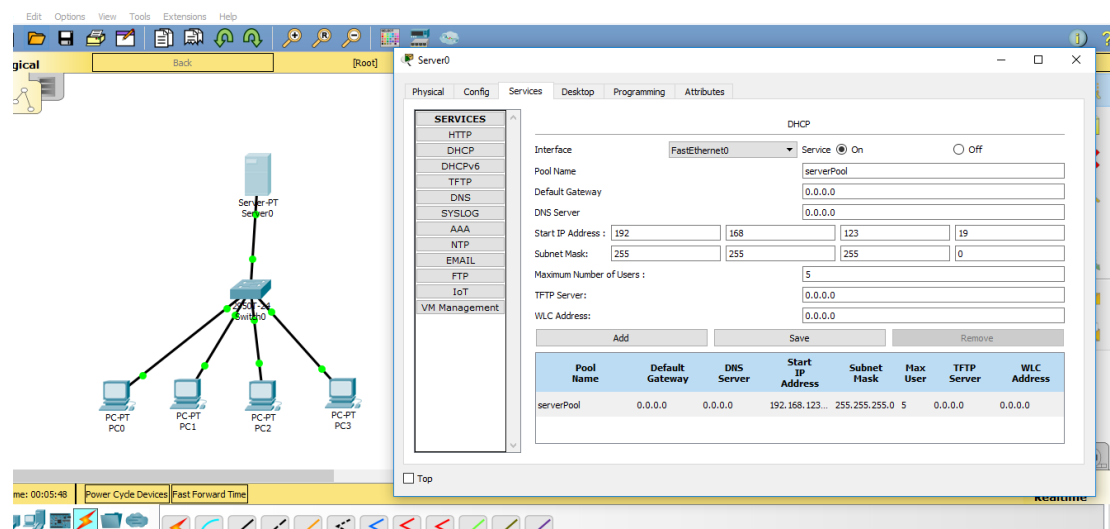 Edit Options View Tools Extensions Help
gical Back [Root]
Server-PT
Server0
2950T-24
Switch0
PC-PT
PC0
PC-PT
PC1
PC-PT
PC2
PC-PT
PC3
Server0
Physical Config Services Desktop Programming Attributes
SERVICES
HTTP
DHCP
DHCPv6
TFTP
DNS
SYSLOG
AAA
NTP
EMAIL
FTP
IoT
VM Management
DHCP
Interface FastEthernet0 Service On Off
Pool Name serverPool
Default Gateway 0.0.0.0
DNS Server 0.0.0.0
Start IP Address : 192 168 123 19
Subnet Mask: 255 255 255 0
Maximum Number of Users : 5
TFTP Server: 0.0.0.0
WLC Address: 0.0.0.0
Add Save Remove
Pool Name Default Gateway DNS Server Start IP Address Subnet Mask Max User TFTP Server WLC Address
serverPool 0.0.0.0 0.0.0.0 192.168.123... 255.255.255.0 5 0.0.0.0 0.0.0.0
Top
me: 00:05:48 Power Cycle Devices Fast Forward Time Realtime